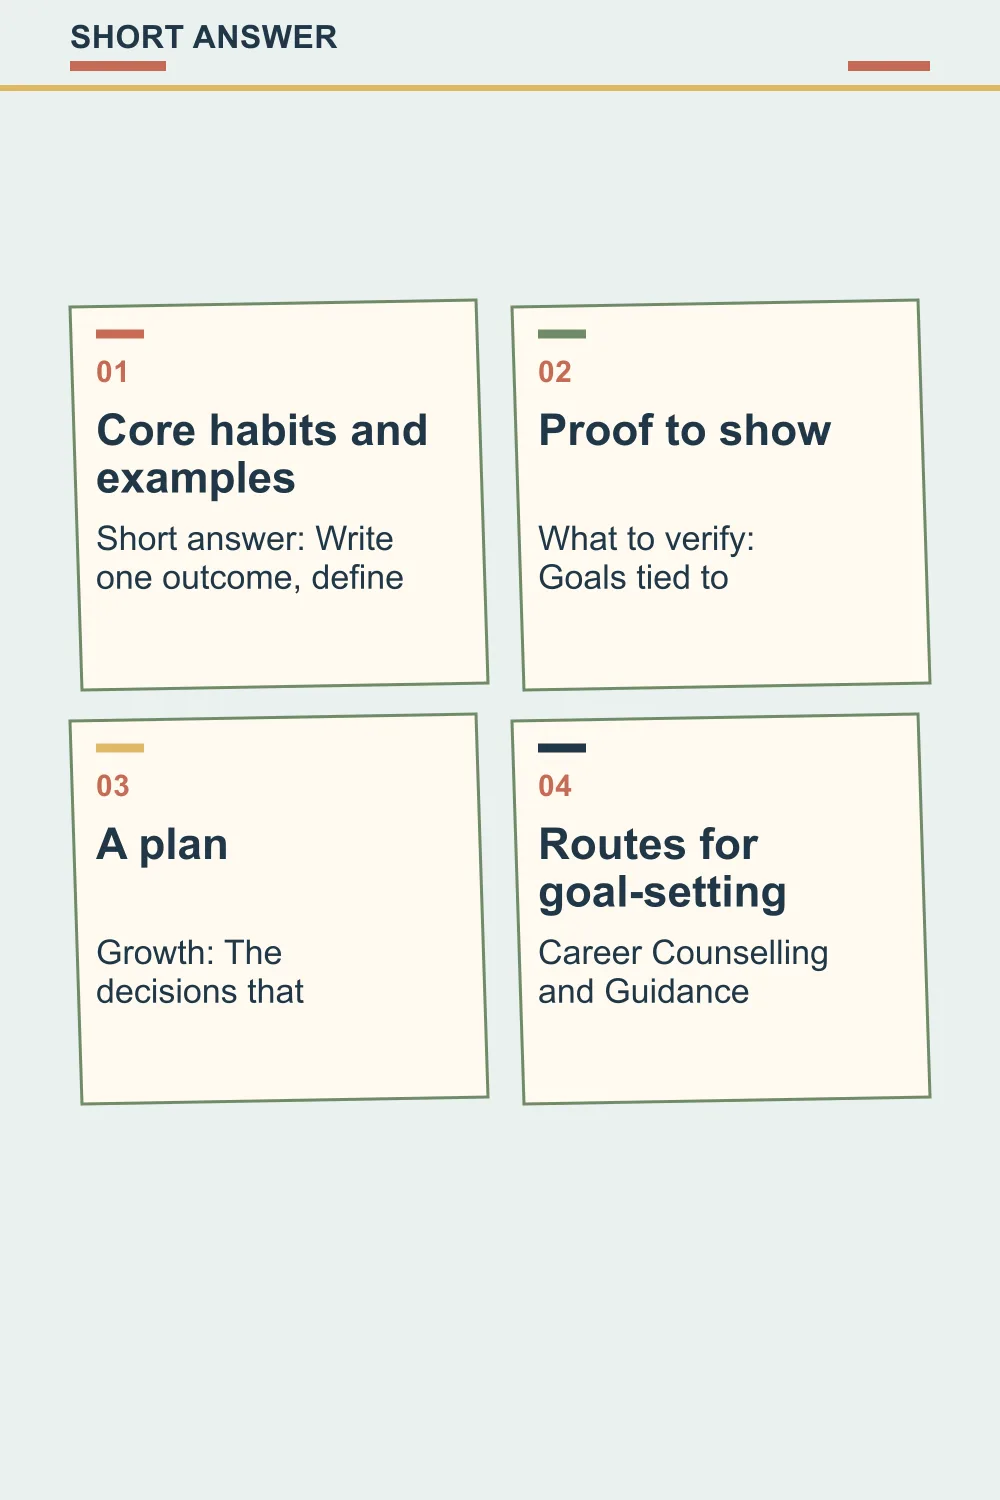 SHORT ANSWER
01
Core habits and
examples
Short answer: Write
one outcome, define
02
Proof to show
What to verify:
Goals tied to
03
A plan
Growth: The
decisions that
04
Routes for
goal-setting
Career Counselling
and Guidance